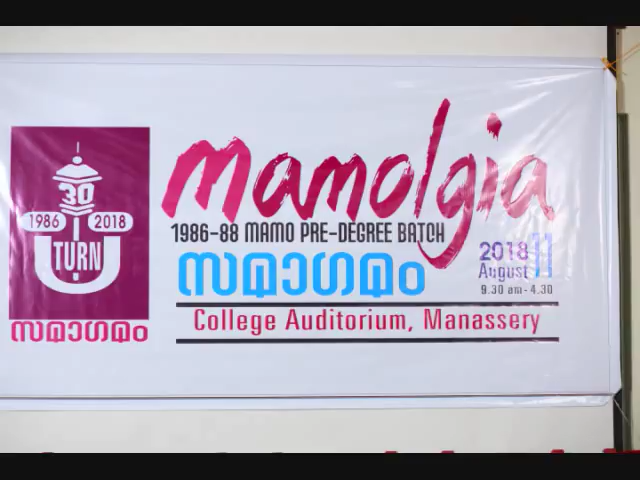 30
1986 2018
U
TURN
സമാഗമം
mamolgia
1986-88 MAMO PRE-DEGREE BATCH
സമാഗമം
2018
August 11
9.30 am - 4.30
College Auditorium, Manassery